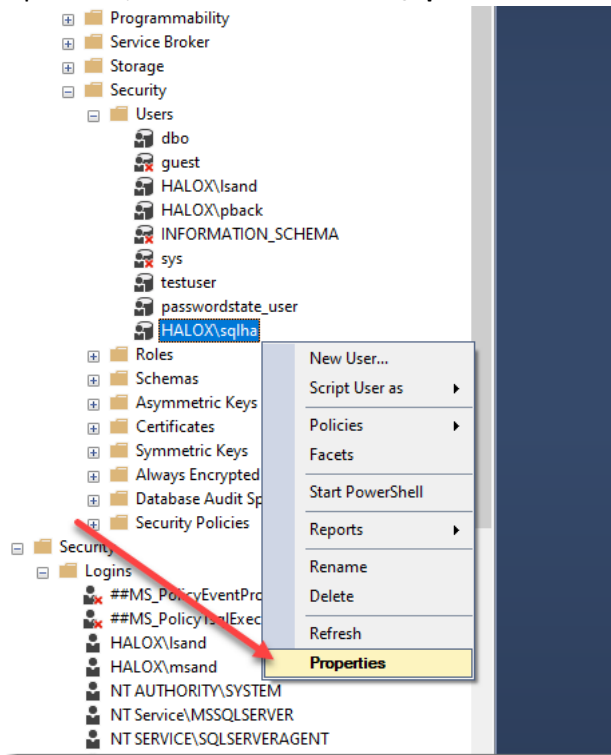 Programmability
Service Broker
Storage
Security
Users
dbo
guest
HALOX\lsand
HALOX\pback
INFORMATION_SCHEMA
sys
testuser
passwordstate_user
HALOX\sqlha
Roles
New User...
Schemas
Script User as
Asymmetric Keys
Certificates
Policies
Symmetric Keys
Facets
Always Encrypted
Start PowerShell
Database Audit Sp
Security Policies
Reports
Security
Logins
Rename
##MS_PolicyEventPro
Delete
##MS_PolicyTsqlExec
Refresh
HALOX\lsand
HALOX\msand
Properties
NT AUTHORITY\SYSTEM
NT Service\MSSQLSERVER
NT SERVICE\SQLSERVERAGENT